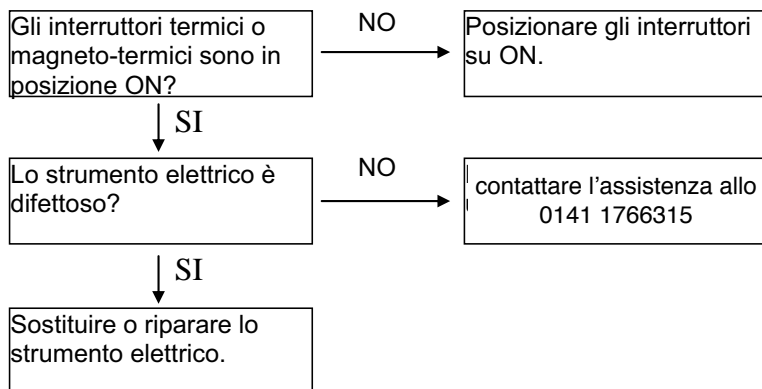 Gli interruttori termici o
magneto-termici sono in
posizione ON?
NO
Posizionare gli interruttori
su ON.
SI
Lo strumento elettrico è
difettoso?
NO
contattare l'assistenza allo
0141 1766315
SI
Sostituire o riparare lo
strumento elettrico.